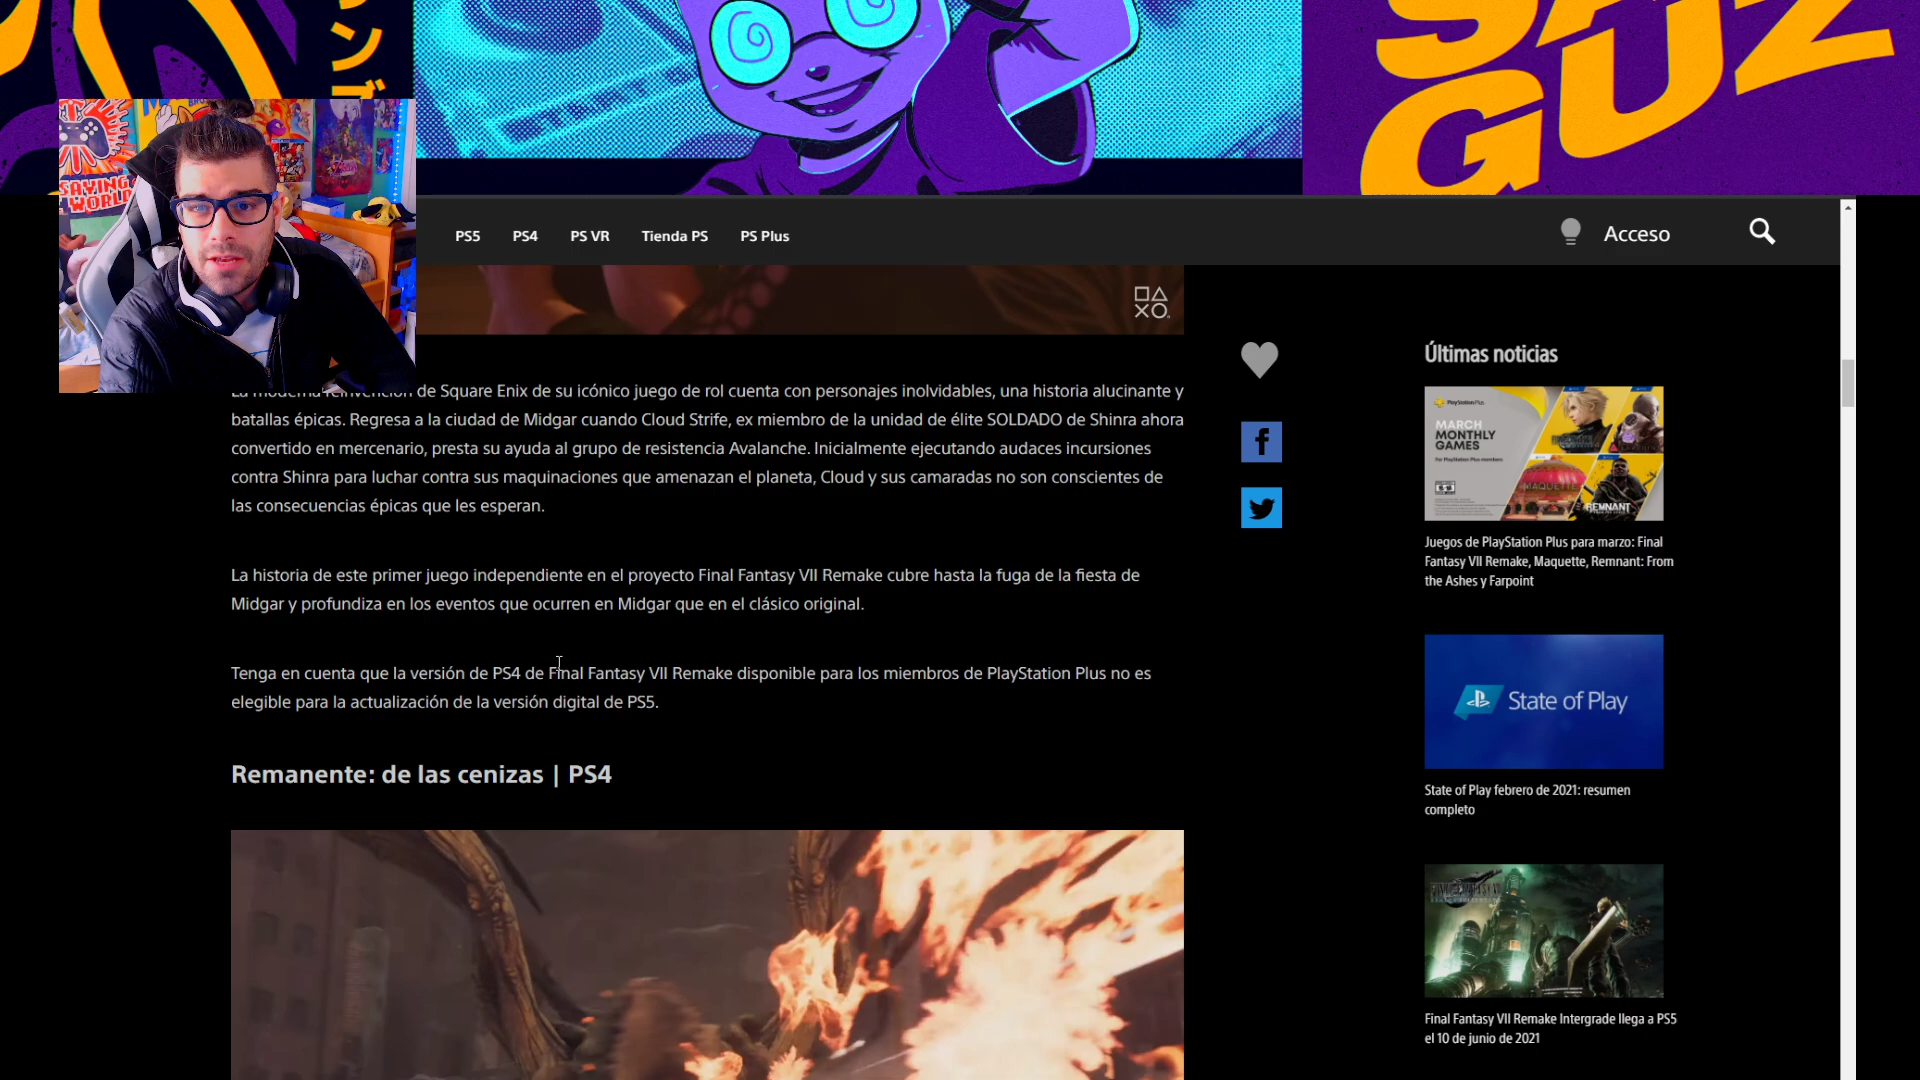 SAYING
WORLD
PS5
PS4
PS VR
Tienda PS
PS Plus
Acceso
de Square Enix de su icónico juego de rol cuenta con personajes inolvidables, una historia alucinante y
batallas épicas. Regresa a la ciudad de Midgar cuando Cloud Strife, ex miembro de la unidad de élite SOLDADO de Shinra ahora
convertido en mercenario, presta su ayuda al grupo de resistencia Avalanche. Inicialmente ejecutando audaces incursiones
contra Shinra para luchar contra sus maquinaciones que amenazan el planeta, Cloud y sus camaradas no son conscientes de
las consecuencias épicas que les esperan.
La historia de este primer juego independiente en el proyecto Final Fantasy VII Remake cubre hasta la fuga de la fiesta de
Midgar y profundiza en los eventos que ocurren en Midgar que en el clásico original.
Tenga en cuenta que la versión de PS4 de Final Fantasy VII Remake disponible para los miembros de PlayStation Plus no es
elegible para la actualización de la versión digital de PS5.
Remanente: de las cenizas | PS4
Últimas noticias
PlayStation Plus
MARCH
MONTHLY
GAMES
For PlayStation Plus members
MAQUETTE
REMNANT
Juegos de PlayStation Plus para marzo: Final
Fantasy VII Remake, Maquette, Remnant: From
the Ashes y Farpoint
State of Play
State of Play febrero de 2021: resumen
completo
Final Fantasy VII Remake Intergrade llega a PS5
el 10 de junio de 2021